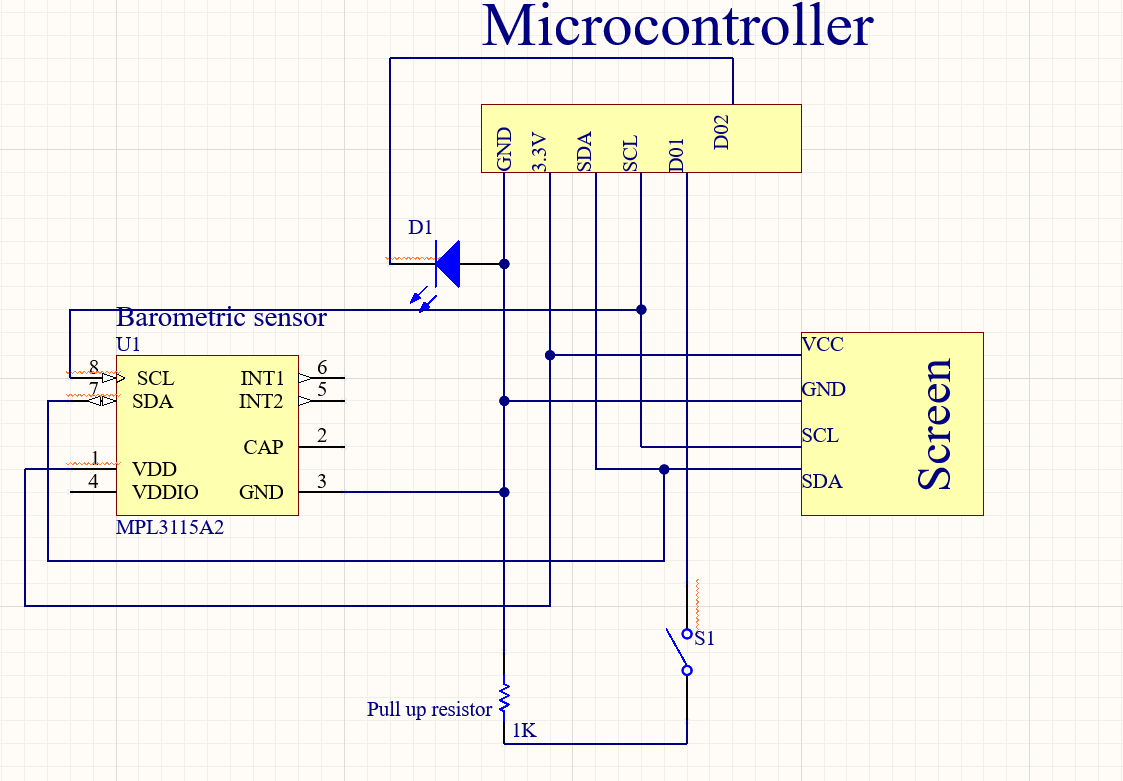 Microcontroller
GND
3.3V
SDA
SCL
D01
D02
D1
Barometric sensor
U1
8
SCL
INT1
6
7
SDA
INT2
5
CAP
2
1
VDD
4
VDDIO
GND
3
MPL3115A2
VCC
GND
SCL
SDA
Screen
S1
Pull up resistor
1K